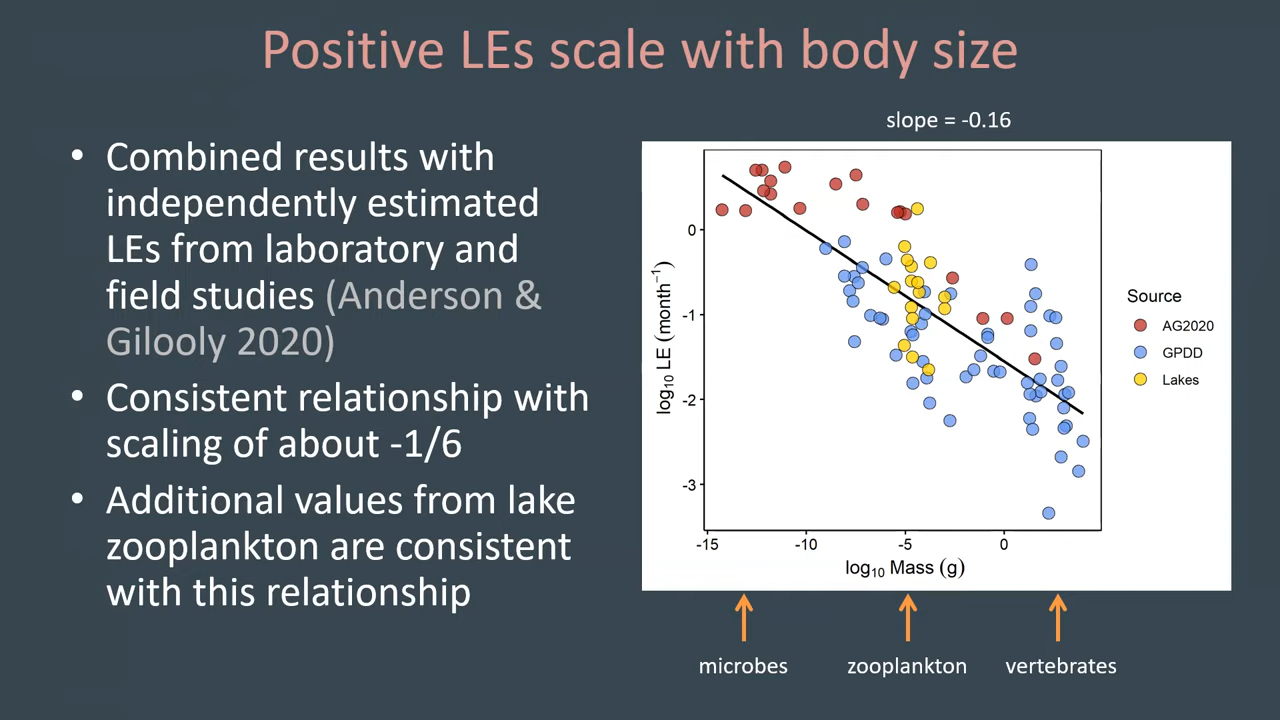 Positive LEs scale with body size
• Combined results with
independently estimated
LEs from laboratory and
field studies (Anderson &
Gilooly 2020)
• Consistent relationship with
scaling of about -1/6
• Additional values from lake
zooplankton are consistent
with this relationship
slope = -0.16
log₁₀ LE (month⁻¹)
0
-1
-2
-3
-15
-10
-5
0
log₁₀ Mass (g)
Source
AG2020
GPDD
Lakes
microbes
zooplankton
vertebrates